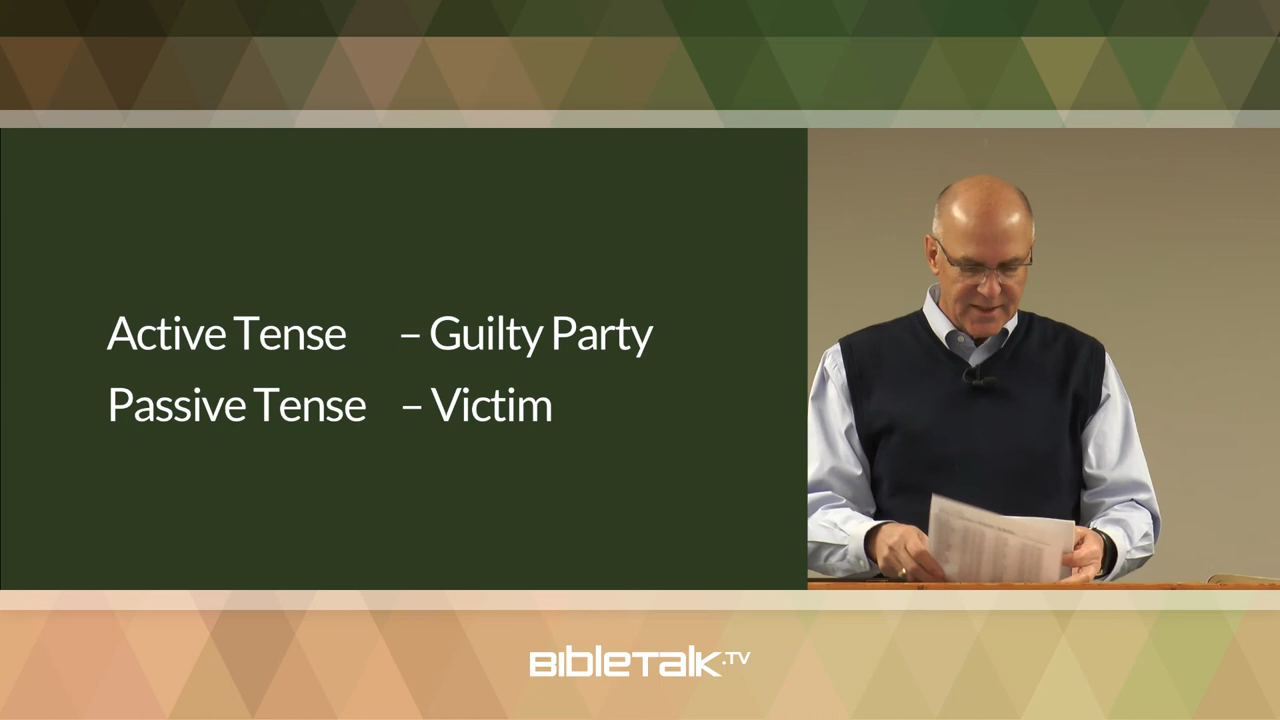 Active Tense – Guilty Party
Passive Tense – Victim
BIBLETALK.TV